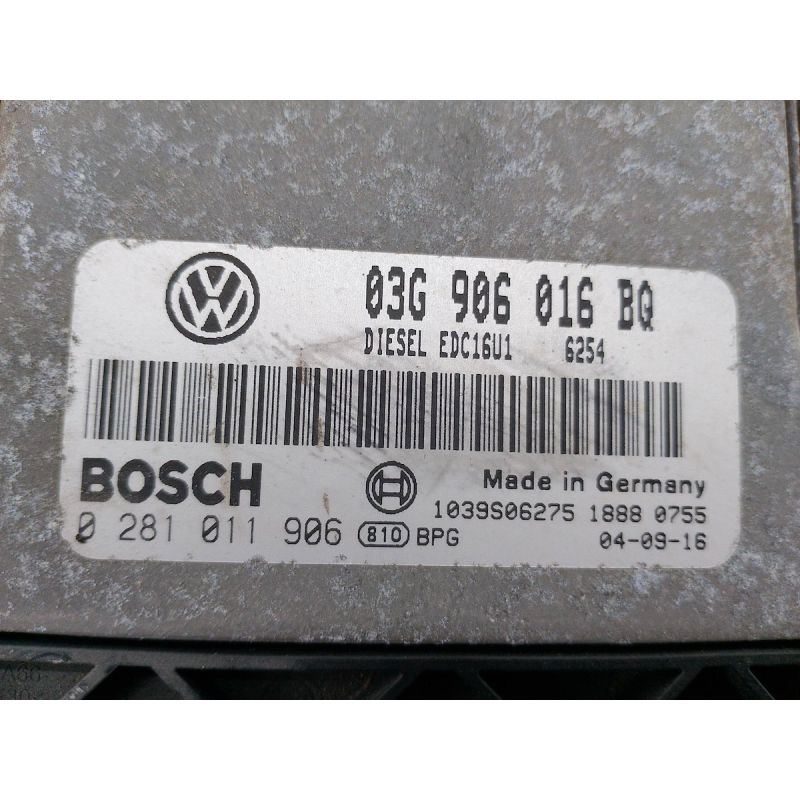 03G 906 016 BQ
DIESEL EDC16U1 6254
BOSCH
Made in Germany
1039S06275 1888 0755
0 281 011 906 810 BPG 04-09-16